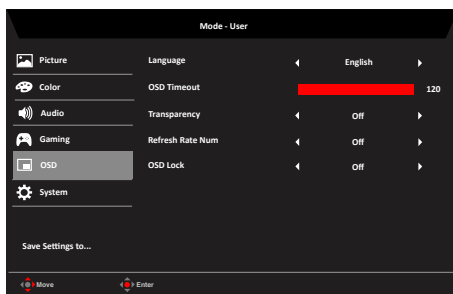 Mode - User
Picture
Language English
Color
OSD Timeout 120
Audio
Transparency Off
Gaming
Refresh Rate Num Off
OSD
OSD Lock Off
System
Save Settings to...
Move Enter